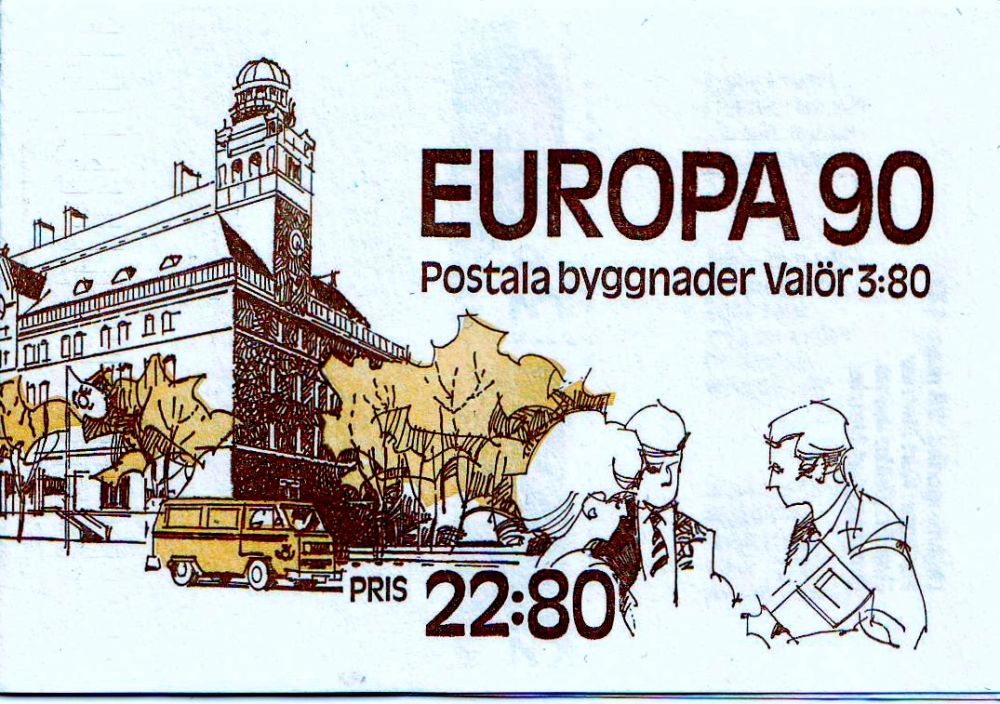 EUROPA 90
Postala byggnader Valör 3:80
PRIS 22:80